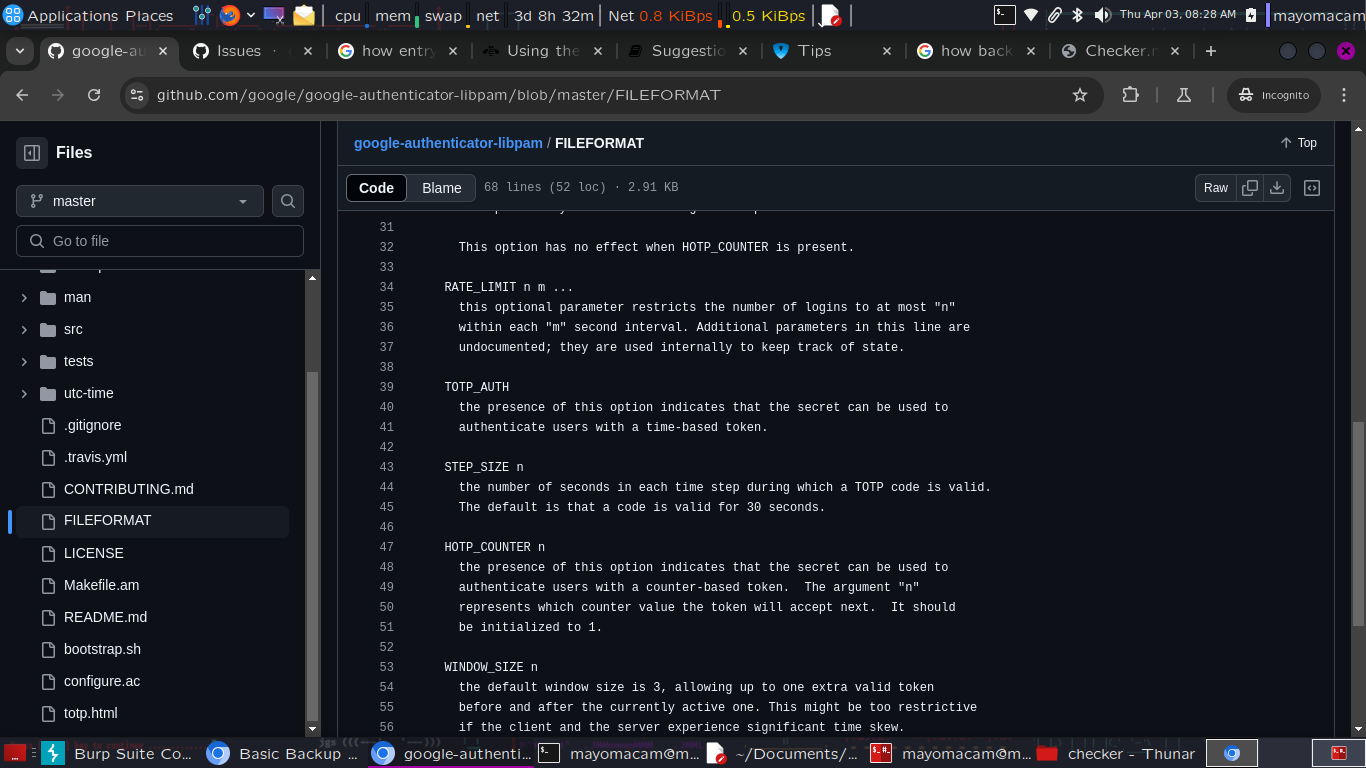 Applications Places cpu mem swap net 3d 8h 32m Net 0.8 KiBps 0.5 KiBps Thu Apr 03, 08:28 AM mayomacam
google-au Issues · how entry Using the Suggestio Tips how back Checker.r
github.com/google/google-authenticator-libpam/blob/master/FILEFORMAT Incognito
Files
master
Go to file
man
src
tests
utc-time
.gitignore
.travis.yml
CONTRIBUTING.md
FILEFORMAT
LICENSE
Makefile.am
README.md
bootstrap.sh
configure.ac
totp.html
google-authenticator-libpam / FILEFORMAT Top
Code Blame 68 lines (52 loc) · 2.91 KB Raw
31
32 This option has no effect when HOTP_COUNTER is present.
33
34 RATE_LIMIT n m ...
35 this optional parameter restricts the number of logins to at most "n"
36 within each "m" second interval. Additional parameters in this line are
37 undocumented; they are used internally to keep track of state.
38
39 TOTP_AUTH
40 the presence of this option indicates that the secret can be used to
41 authenticate users with a time-based token.
42
43 STEP_SIZE n
44 the number of seconds in each time step during which a TOTP code is valid.
45 The default is that a code is valid for 30 seconds.
46
47 HOTP_COUNTER n
48 the presence of this option indicates that the secret can be used to
49 authenticate users with a counter-based token.  The argument "n"
50 represents which counter value the token will accept next.  It should
51 be initialized to 1.
52
53 WINDOW_SIZE n
54 the default window size is 3, allowing up to one extra valid token
55 before and after the currently active one. This might be too restrictive
56 if the client and the server experience significant time skew.
Burp Suite Co... Basic Backup ... google-authenti... mayomacam@m... ~/Documents/... mayomacam@m... checker - Thunar